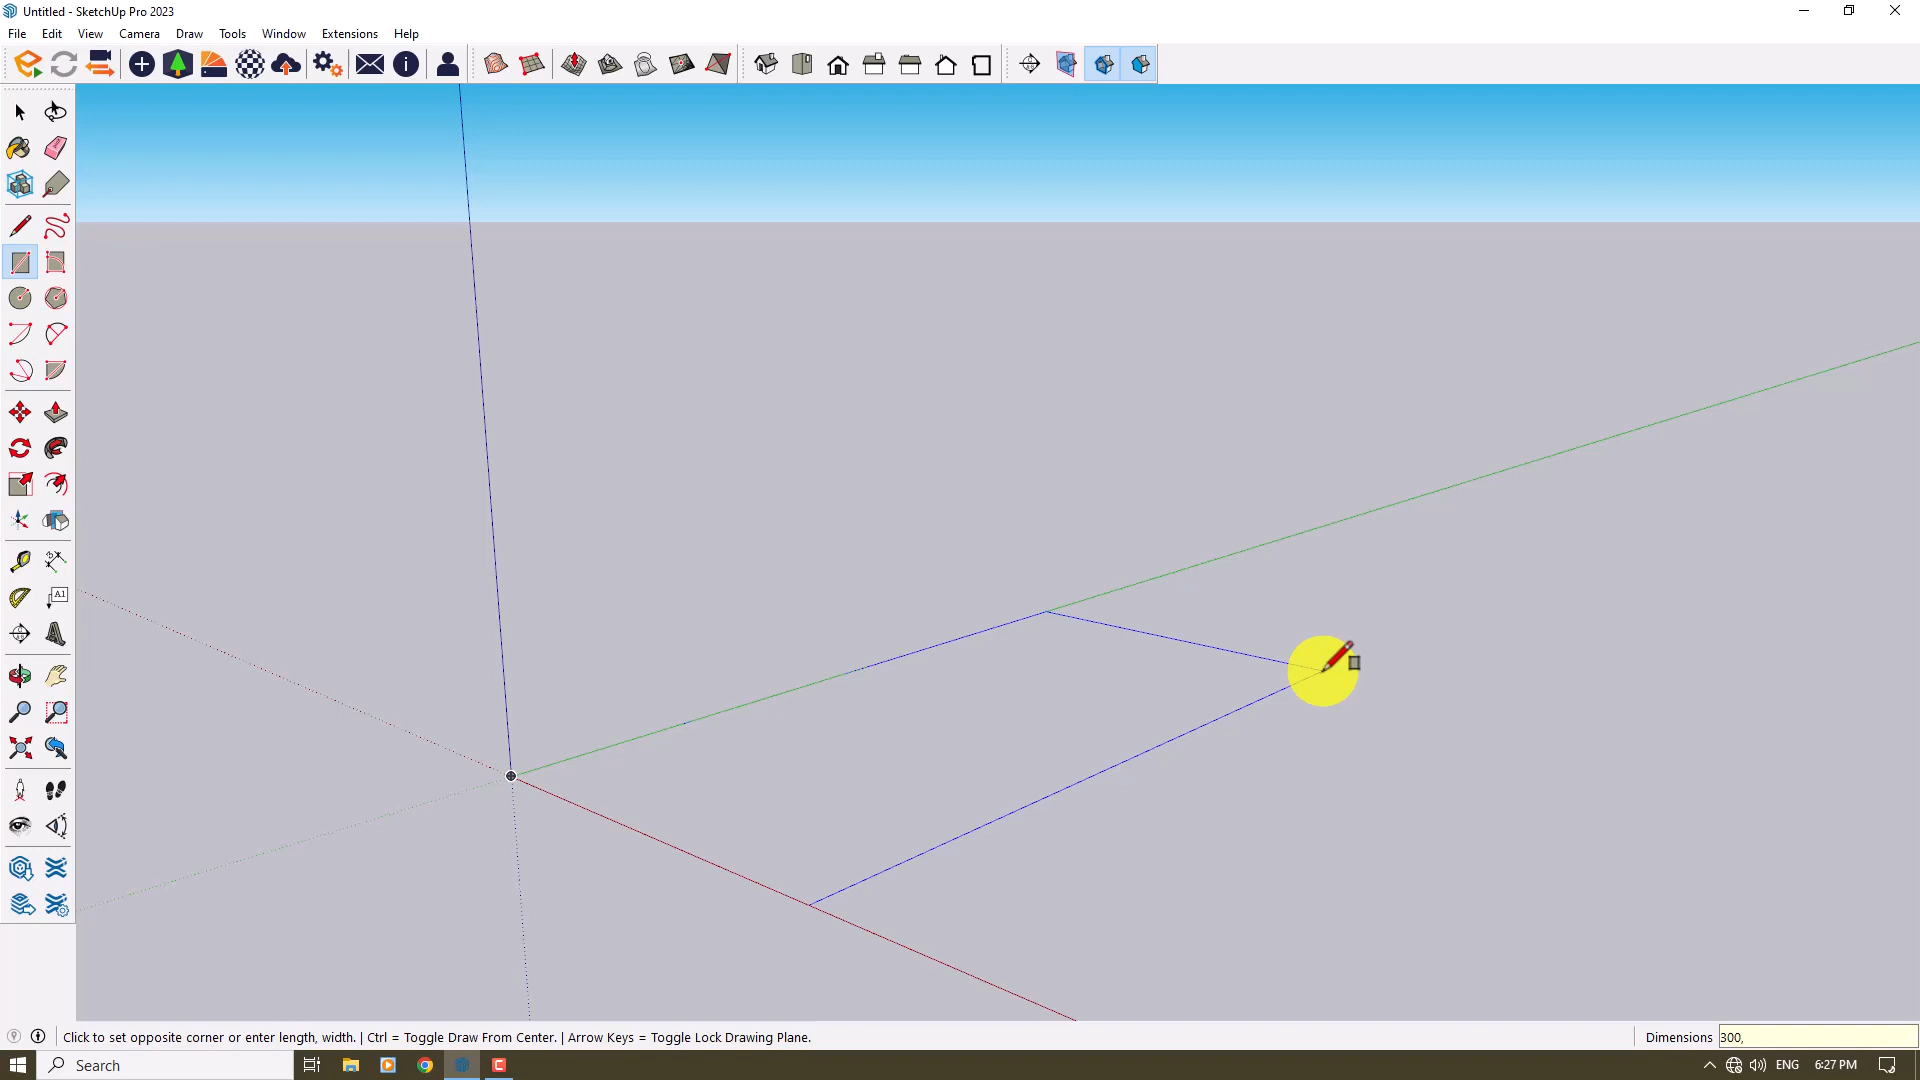 Untitled - SketchUp Pro 2023
File Edit View Camera Draw Tools Window Extensions Help
A1
Click to set opposite corner or enter length, width. | Ctrl = Toggle Draw From Center. | Arrow Keys = Toggle Lock Drawing Plane.
Dimensions 300,
Search
ENG 6:27 PM